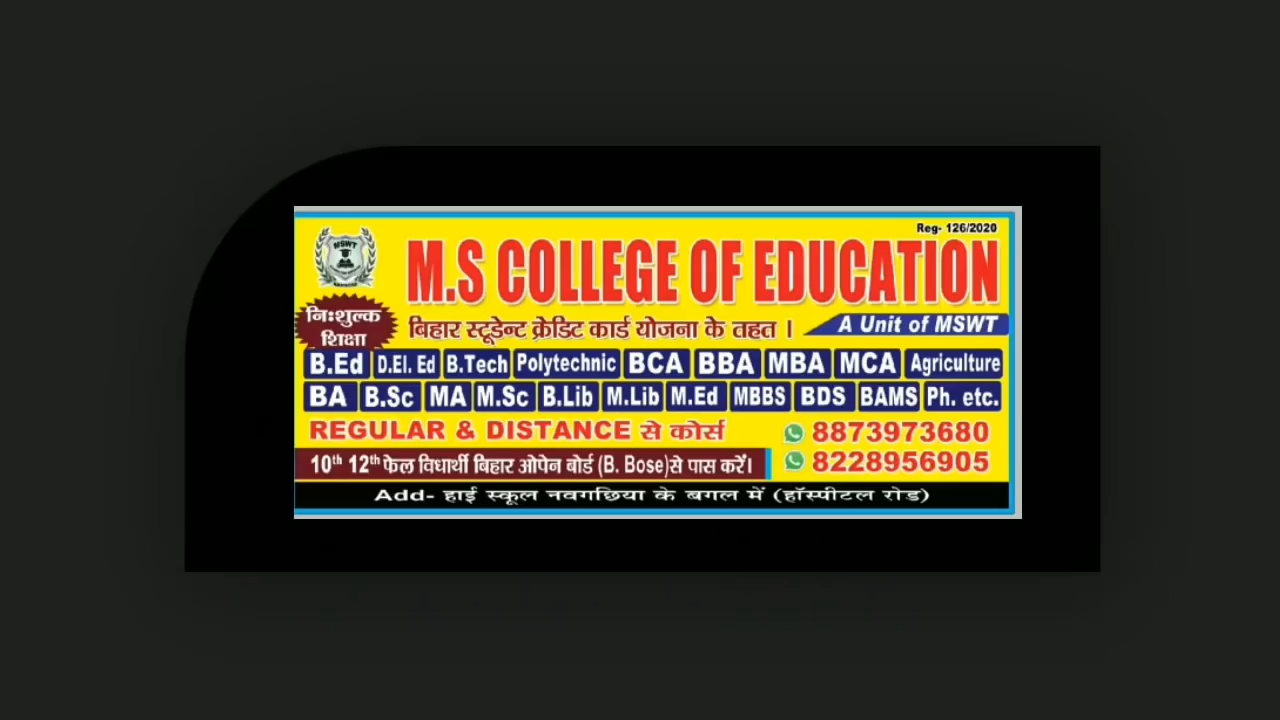 Reg- 126/2020
MSWT
M.S COLLEGE OF EDUCATION
निःशुल्क
शिक्षा
बिहार स्टूडेन्ट क्रेडिट कार्ड योजना के तहत ।
A Unit of MSWT
B.Ed D.El. Ed B.Tech Polytechnic BCA BBA MBA MCA Agriculture
BA B.Sc MA M.Sc B.Lib M.Lib M.Ed MBBS BDS BAMS Ph. etc.
REGULAR & DISTANCE से कोर्स
8873973680
10th 12th फेल विधार्थी बिहार ओपेन बोर्ड (B. Bose) से पास करें।
8228956905
Add- हाई स्कूल नवगछिया के बगल में (हॉस्पीटल रोड)